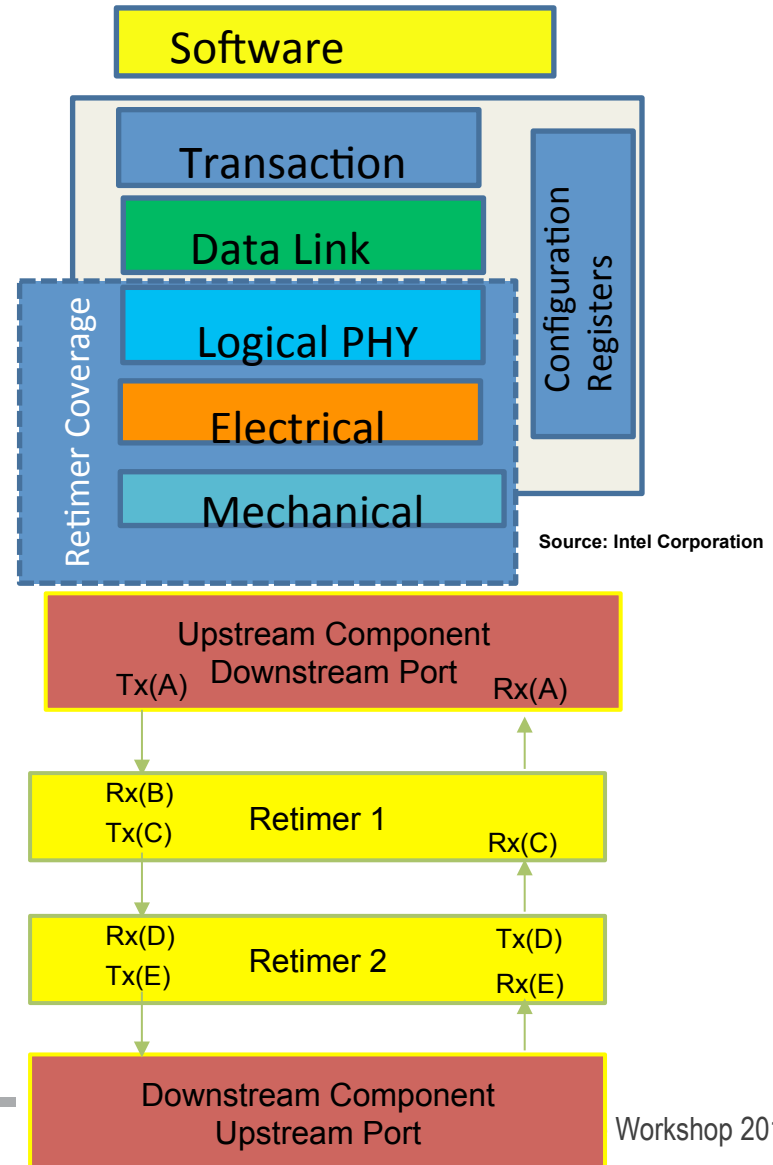 Software
Transaction
Data Link
Logical PHY
Electrical
Mechanical
Configuration
Registers
Retimer Coverage
Source: Intel Corporation
Upstream Component
Downstream Port
Tx(A)
Rx(A)
Rx(B)
Tx(C)
Retimer 1
Rx(C)
Rx(D)
Tx(E)
Retimer 2
Tx(D)
Rx(E)
Downstream Component
Upstream Port
Workshop